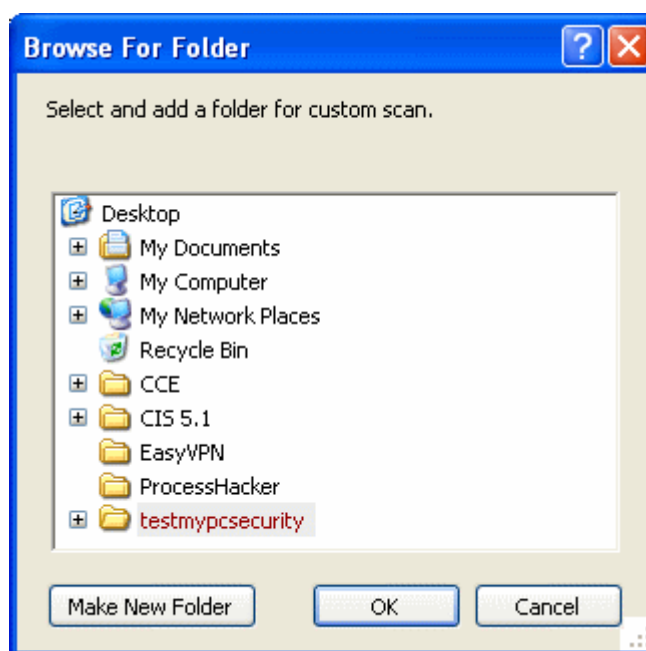 Browse For Folder
Select and add a folder for custom scan.
Desktop
My Documents
My Computer
My Network Places
Recycle Bin
CCE
CIS 5.1
EasyVPN
ProcessHacker
testmypcsecurity
Make New Folder
OK
Cancel